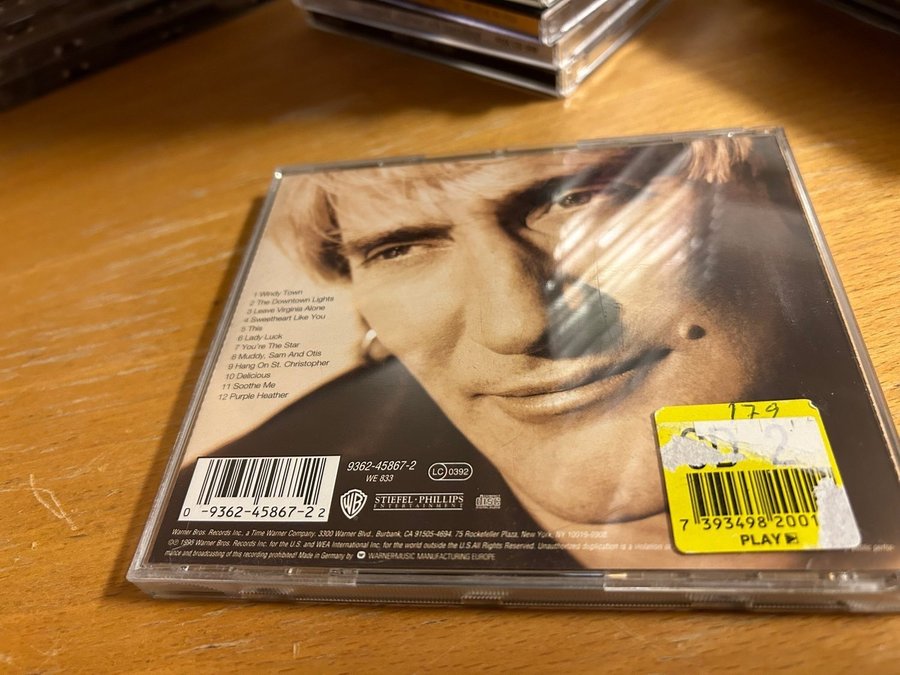 1 Windy Town
2 The Downtown Lights
3 Leave Virginia Alone
4 Sweetheart Like You
5 This
6 Lady Luck
7 You're The Star
8 Muddy, Sam And Otis
9 Hang On St. Christopher
10 Delicious
11 Soothe Me
12 Purple Heather
0 -9362-45867-2 2
9362-45867-2
WE 833
LC 0392
WB
STIEFEL·PHILLIPS
ENTERTAINMENT
COMPACT disc
179
7 393498 2001
PLAY
Warner Bros. Records Inc., a Time Warner Company; 3300 Warner Blvd., Burbank, CA 91505-4694. 75 Rockefeller Plaza, New York, NY 10019-6908.
Warner Bros. Records Inc. for the U.S. and WEA International Inc. for the world outside the U.S. All Rights Reserved. Unauthorized duplication is a violation
mance and broadcasting of this recording prohibited! Made in Germany by WARNERMUSIC MANUFACTURING EUROPE